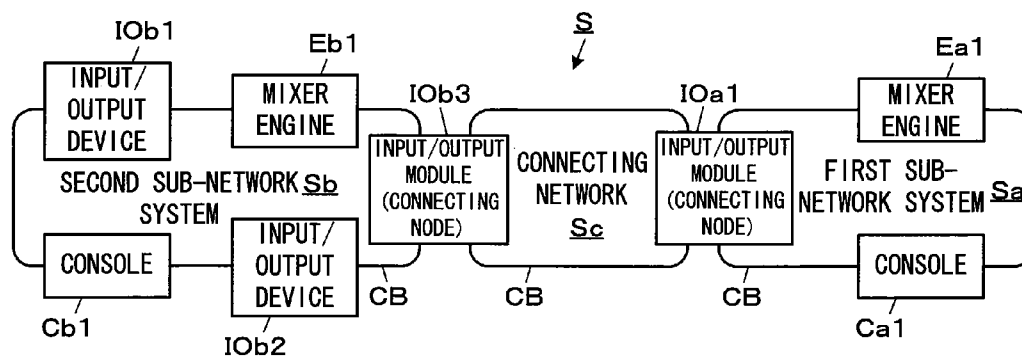 S
IOb1
Eb1
IOb3
IOa1
Ea1
INPUT/
OUTPUT
DEVICE
MIXER
ENGINE
INPUT/OUTPUT
MODULE
(CONNECTING
NODE)
CONNECTING
NETWORK
Sc
INPUT/OUTPUT
MODULE
(CONNECTING
NODE)
MIXER
ENGINE
SECOND SUB-NETWORK Sb
SYSTEM
FIRST SUB-
NETWORK SYSTEM Sa
CONSOLE
INPUT/
OUTPUT
DEVICE
CONSOLE
Cb1
IOb2
CB
CB
CB
Ca1